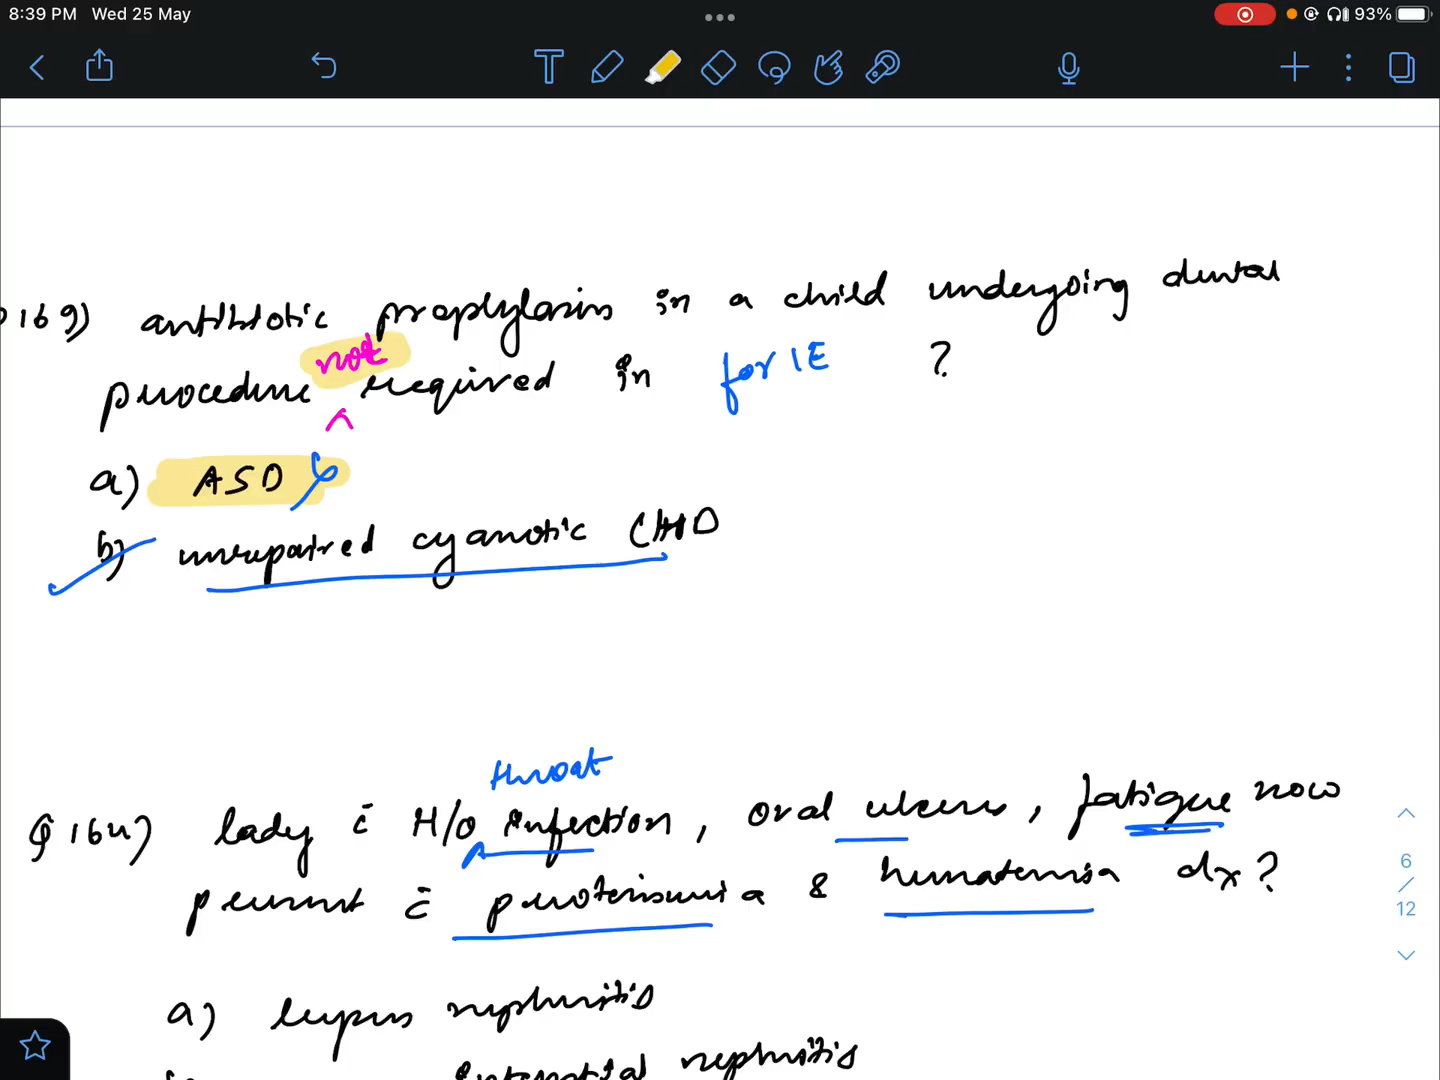 8:39 PM Wed 25 May
93%
169) antibiotic prophylaxis in a child undergoing dental
not
procedure ^ required in for IE ?
a) ASD
b) unrepaired cyanotic CHD
throat
Q 164) lady c̄ H/O infection, oral ulcers, fatigue now
present c̄ proteinuria & hematemsia dx?
a) lupus nephritis
interstitial nephritis
6
/
12